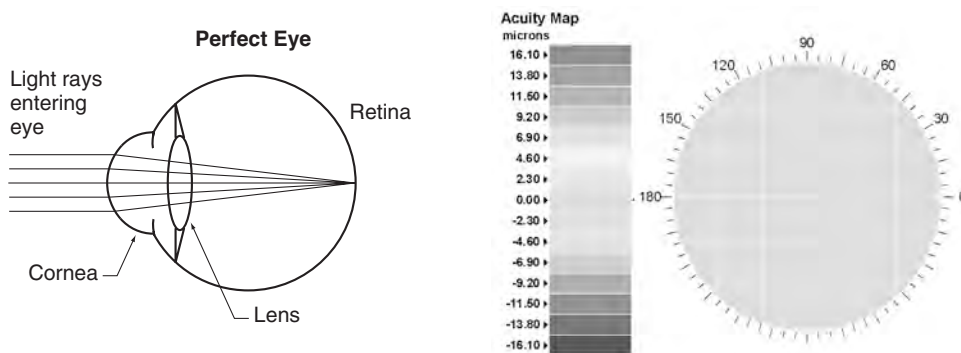 Perfect Eye
Light rays
entering
eye
Retina
Cornea
Lens
Acuity Map
microns
16.10
13.80
11.50
9.20
6.90
4.60
2.30
0.00
-2.30
-4.60
-6.90
-9.20
-11.50
-13.80
-16.10
90
120
60
150
30
180